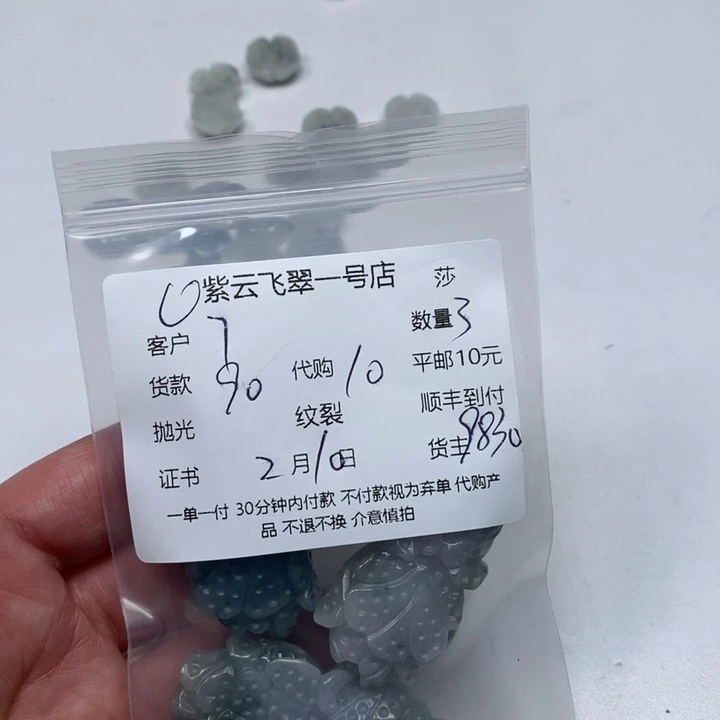 紫云飞翠一号店 莎
客户 7 数量 3
货款 90 代购 10 平邮10元
抛光 纹裂 顺丰到付
证书 2月10日 货主 9830
一单一付 30分钟内付款 不付款视为弃单 代购产
品 不退不换 介意慎拍